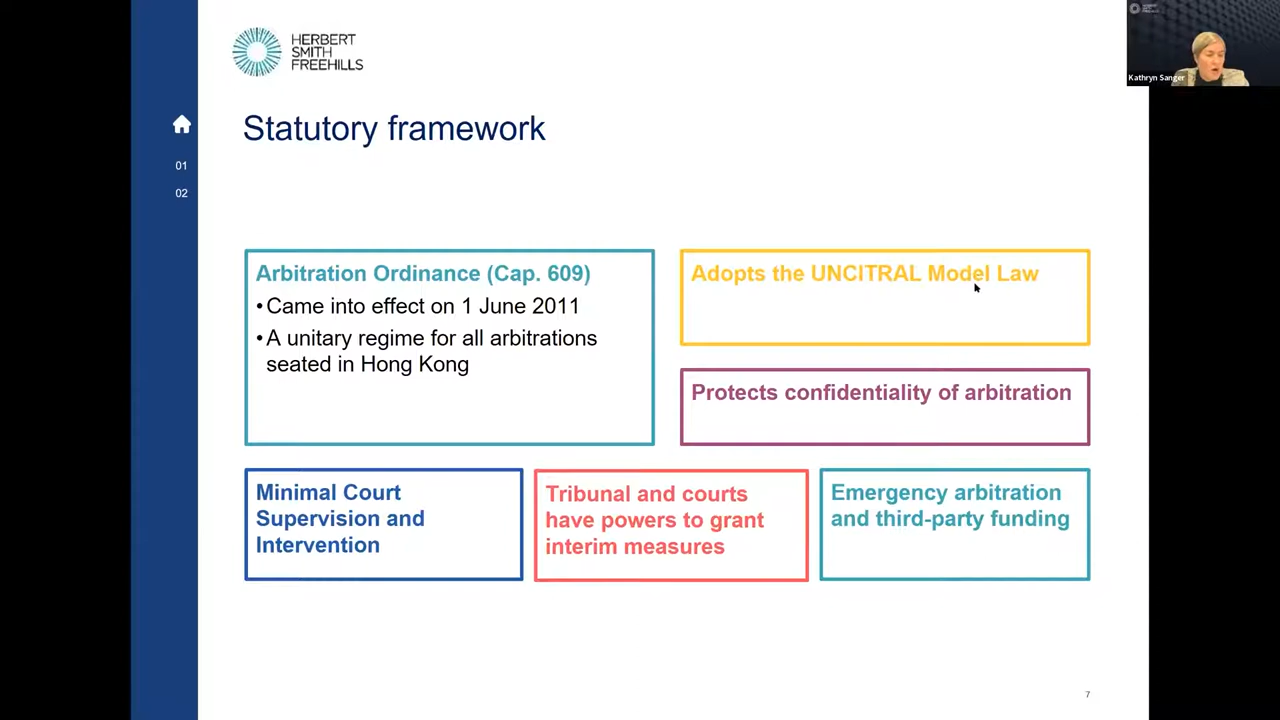 HERBERT
SMITH
FREEHILLS
Kathryn Sanger
Statutory framework
01
02
Arbitration Ordinance (Cap. 609)
•Came into effect on 1 June 2011
•A unitary regime for all arbitrations
seated in Hong Kong
Adopts the UNCITRAL Model Law
Protects confidentiality of arbitration
Minimal Court
Supervision and
Intervention
Tribunal and courts
have powers to grant
interim measures
Emergency arbitration
and third-party funding
7